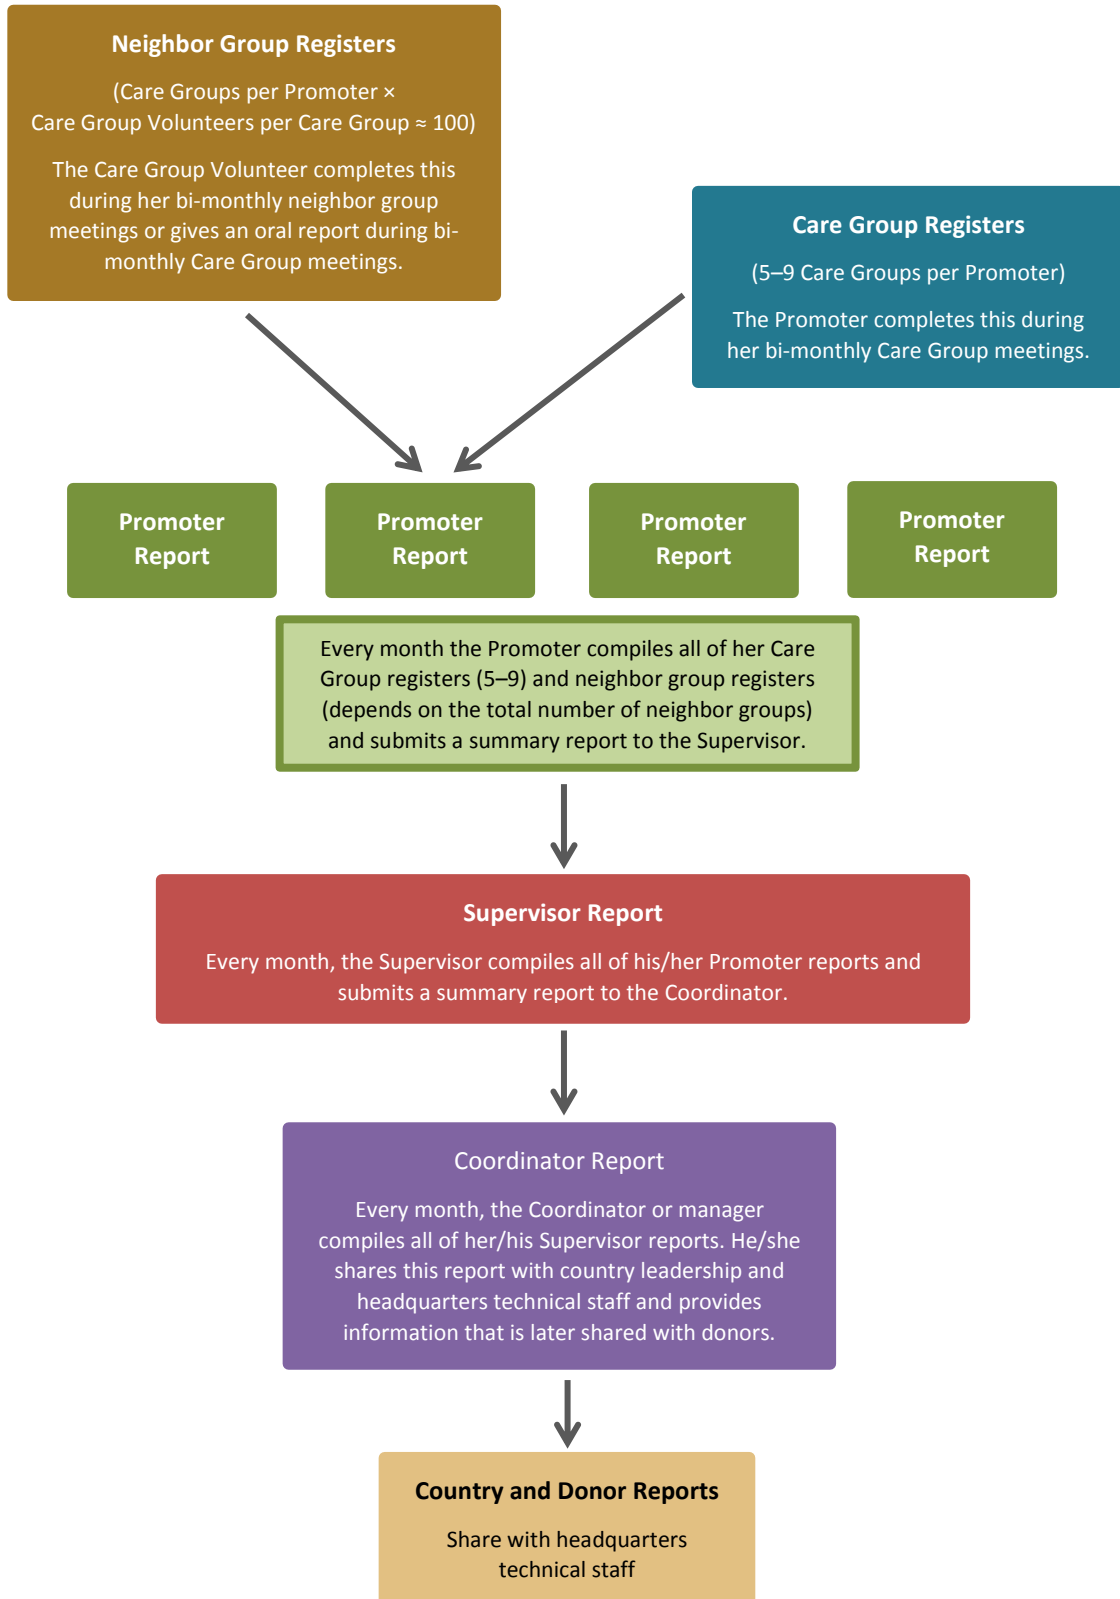 Neighbor Group Registers
(Care Groups per Promoter ×
Care Group Volunteers per Care Group ≈ 100)
The Care Group Volunteer completes this
during her bi-monthly neighbor group
meetings or gives an oral report during bi-
monthly Care Group meetings.
Care Group Registers
(5–9 Care Groups per Promoter)
The Promoter completes this during
her bi-monthly Care Group meetings.
Promoter
Report
Promoter
Report
Promoter
Report
Promoter
Report
Every month the Promoter compiles all of her Care
Group registers (5–9) and neighbor group registers
(depends on the total number of neighbor groups)
and submits a summary report to the Supervisor.
Supervisor Report
Every month, the Supervisor compiles all of his/her Promoter reports and
submits a summary report to the Coordinator.
Coordinator Report
Every month, the Coordinator or manager
compiles all of her/his Supervisor reports. He/she
shares this report with country leadership and
headquarters technical staff and provides
information that is later shared with donors.
Country and Donor Reports
Share with headquarters
technical staff